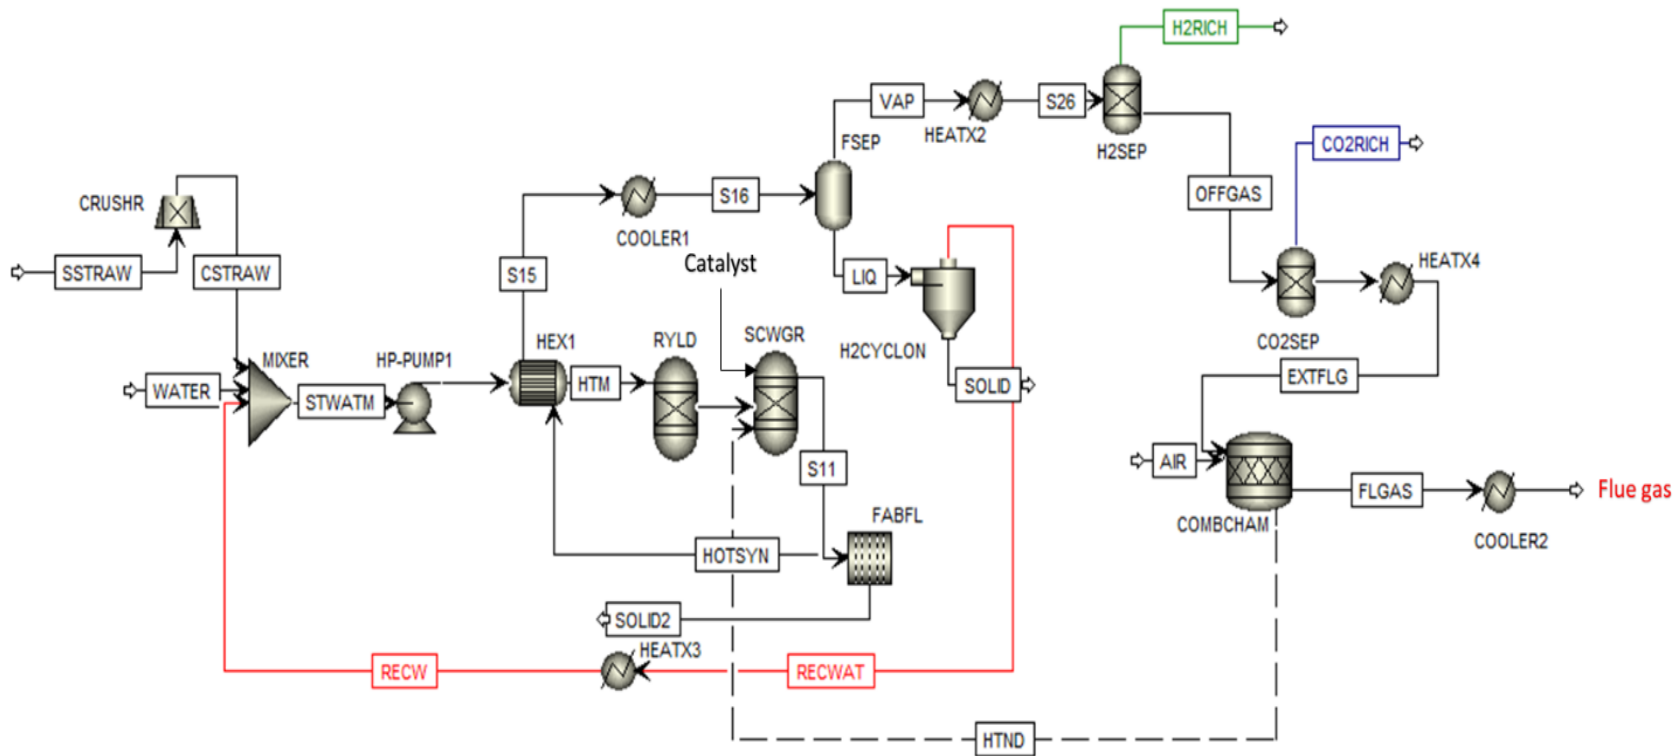 H2RICH
VAP
S26
HEATX2
FSEP
H2SEP
CO2RICH
CRUSHR
S16
OFFGAS
COOLER1
SSTRAW
CSTRAW
S15
Catalyst
LIQ
HEATX4
HEX1
RYLD
SCWGR
H2CYCLON
CO2SEP
MIXER
HP-PUMP1
WATER
STWATM
HTM
SOLID
EXTFLG
S11
AIR
FLGAS
Flue gas
FABFL
COMBCHAM
COOLER2
HOTSYN
SOLID2
HEATX3
RECW
RECWAT
HTND